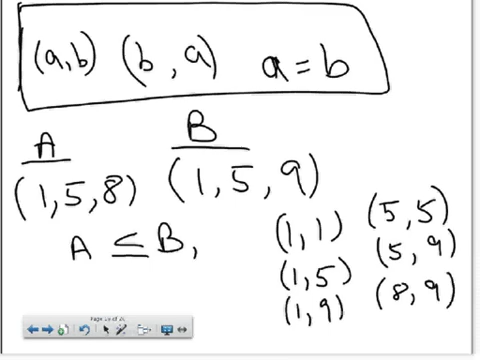 (a,b) (b,a) a=b
A B
(1,5,8) (1,5,9)
A ≤ B,
(1,1) (5,5)
(1,5) (5,9)
(1,9) (8,9)